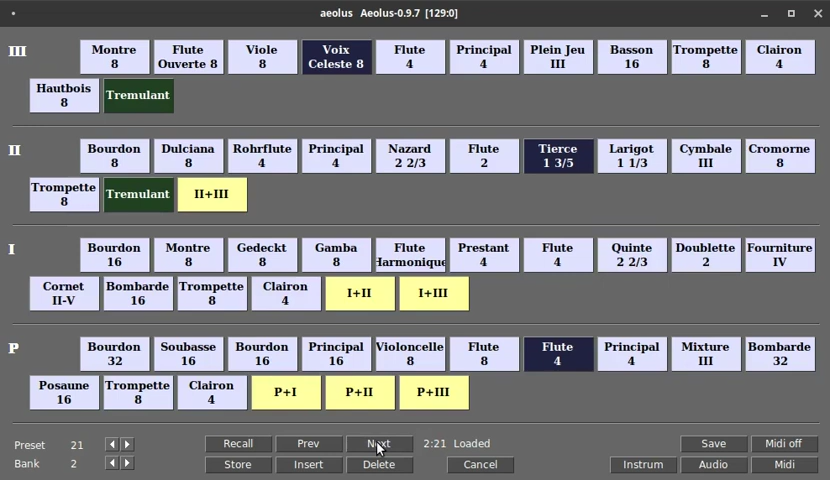 aeolus Aeolus-0.9.7 [129:0]
III
Montre 8
Flute Ouverte 8
Viole 8
Voix Celeste 8
Flute 4
Principal 4
Plein Jeu III
Basson 16
Trompette 8
Clairon 4
Hautbois 8
Tremulant
II
Bourdon 8
Dulciana 8
Rohrflute 4
Principal 4
Nazard 2 2/3
Flute 2
Tierce 1 3/5
Larigot 1 1/3
Cymbale III
Cromorne 8
Trompette 8
Tremulant
II+III
I
Bourdon 16
Montre 8
Gedeckt 8
Gamba 8
Flute Harmonique
Prestant 4
Flute 4
Quinte 2 2/3
Doublette 2
Fourniture IV
Cornet II-V
Bombarde 16
Trompette 8
Clairon 4
I+II
I+III
P
Bourdon 32
Soubasse 16
Bourdon 16
Principal 16
Violoncelle 8
Flute 8
Flute 4
Principal 4
Mixture III
Bombarde 32
Posaune 16
Trompette 8
Clairon 4
P+I
P+II
P+III
Preset 21
Recall Prev Next 2:21 Loaded Save Midi off
Bank 2
Store Insert Delete Cancel Instrum Audio Midi